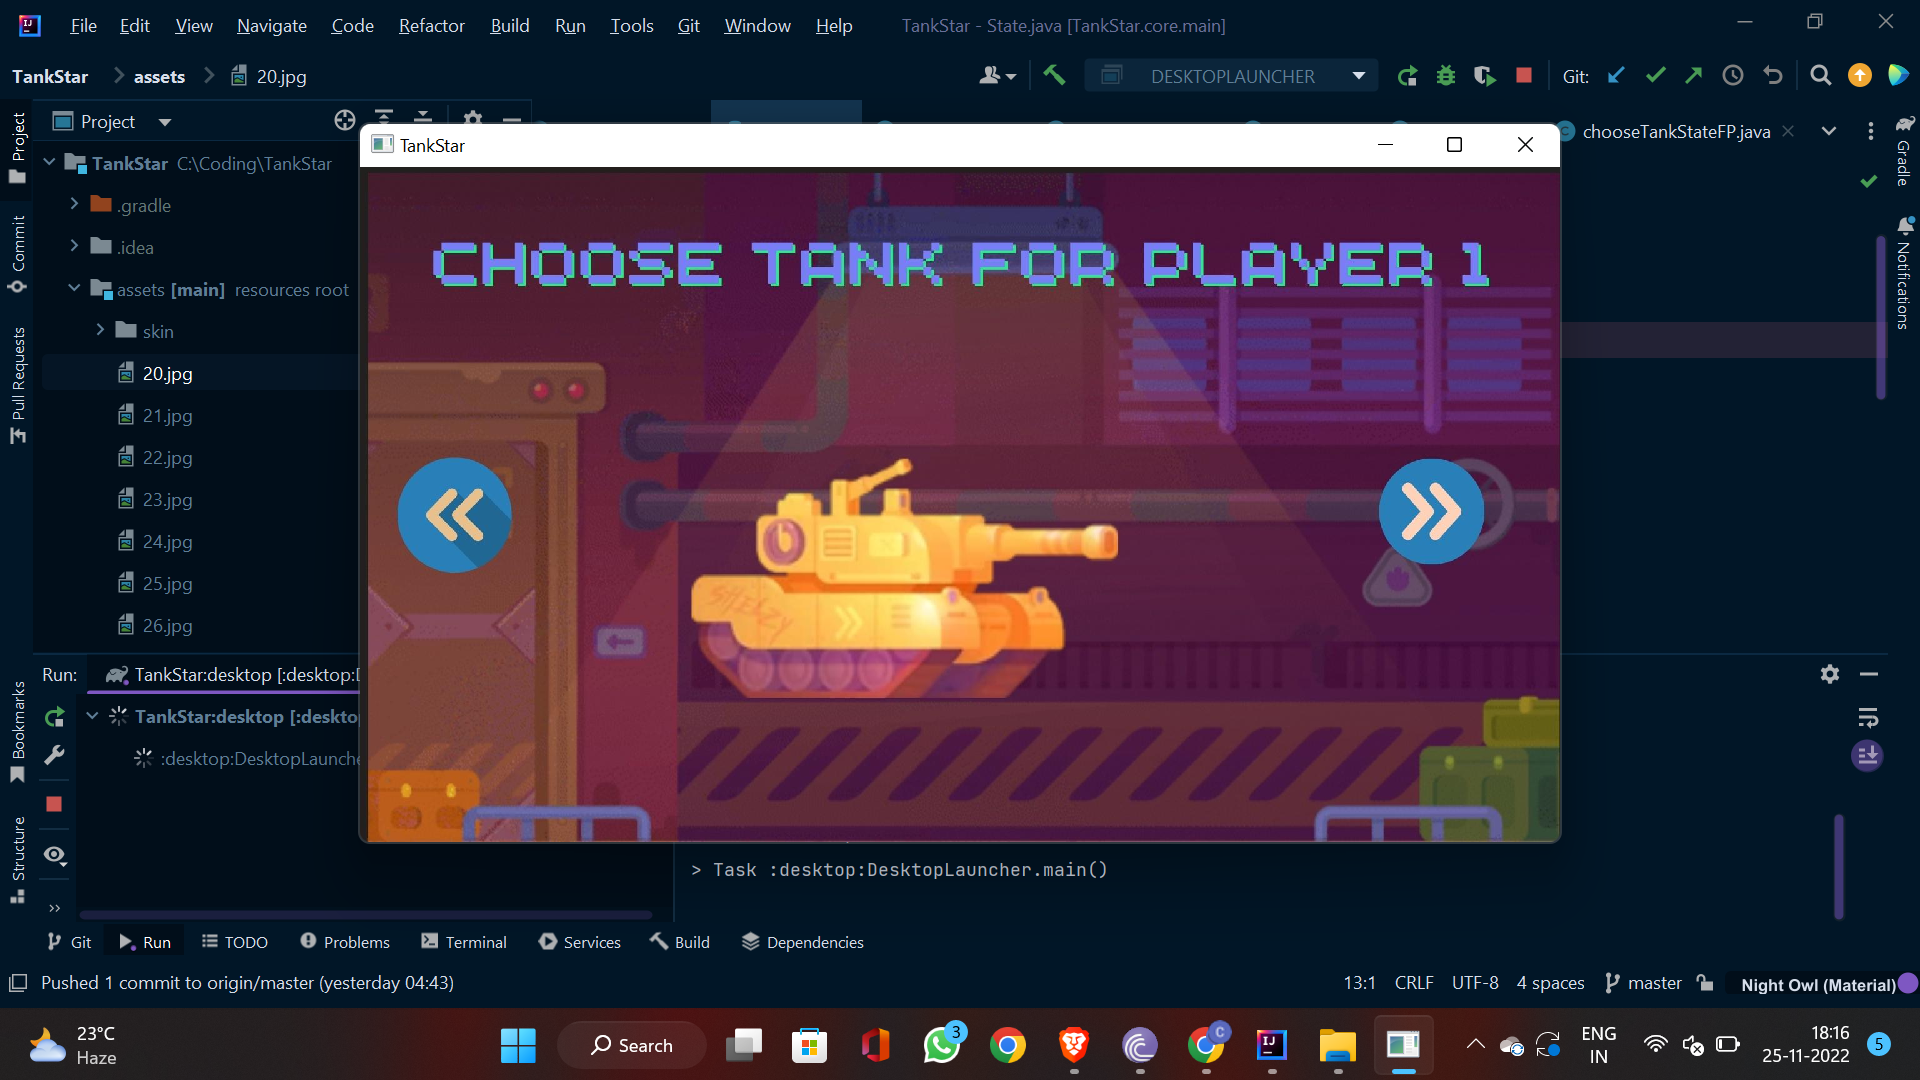 File Edit View Navigate Code Refactor Build Run Tools Git Window Help TankStar - State.java [TankStar.core.main]
TankStar assets 20.jpg DESKTOPLAUNCHER Git:
Project
Project
chooseTankStateFP.java
TankStar
TankStar C:\Coding\TankStar
.gradle
.idea
assets [main] resources root
skin
20.jpg
21.jpg
22.jpg
23.jpg
24.jpg
25.jpg
26.jpg
Commit
Pull Requests
Gradle
Notifications
CHOOSE TANK FOR PLAYER 1
SHELZY
Run: TankStar:desktop [:desktop:
TankStar:desktop [:deskto
:desktop:DesktopLaunche
Bookmarks
Structure
> Task :desktop:DesktopLauncher.main()
Git Run TODO Problems Terminal Services Build Dependencies
Pushed 1 commit to origin/master (yesterday 04:43) 13:1 CRLF UTF-8 4 spaces master Night Owl (Material)
23°C
Haze
Search
3
C
ENG
IN
18:16
25-11-2022
5